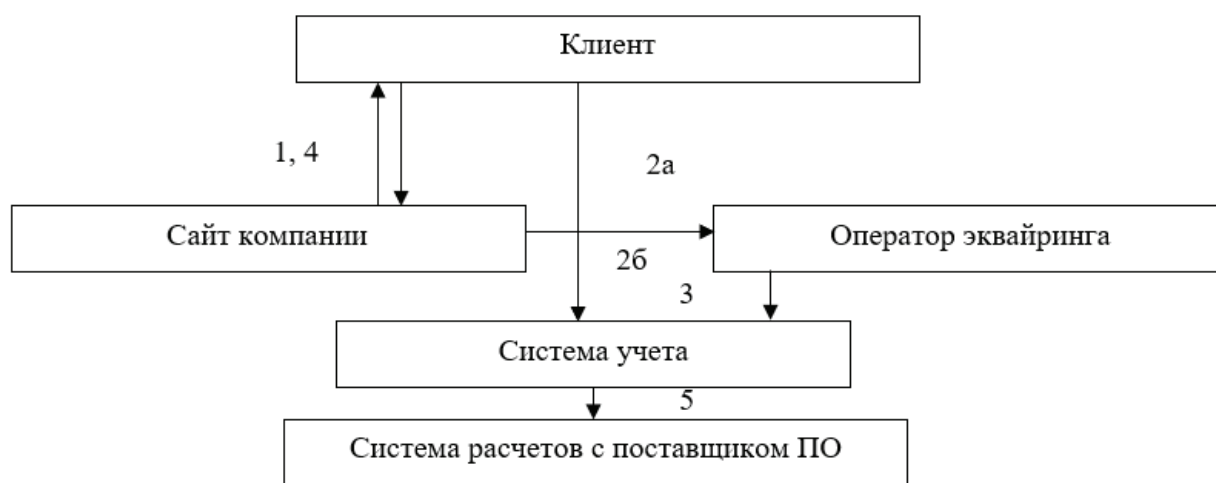 Клиент
1, 4
2а
Сайт компании
Оператор эквайринга
2б
3
Система учета
5
Система расчетов с поставщиком ПО